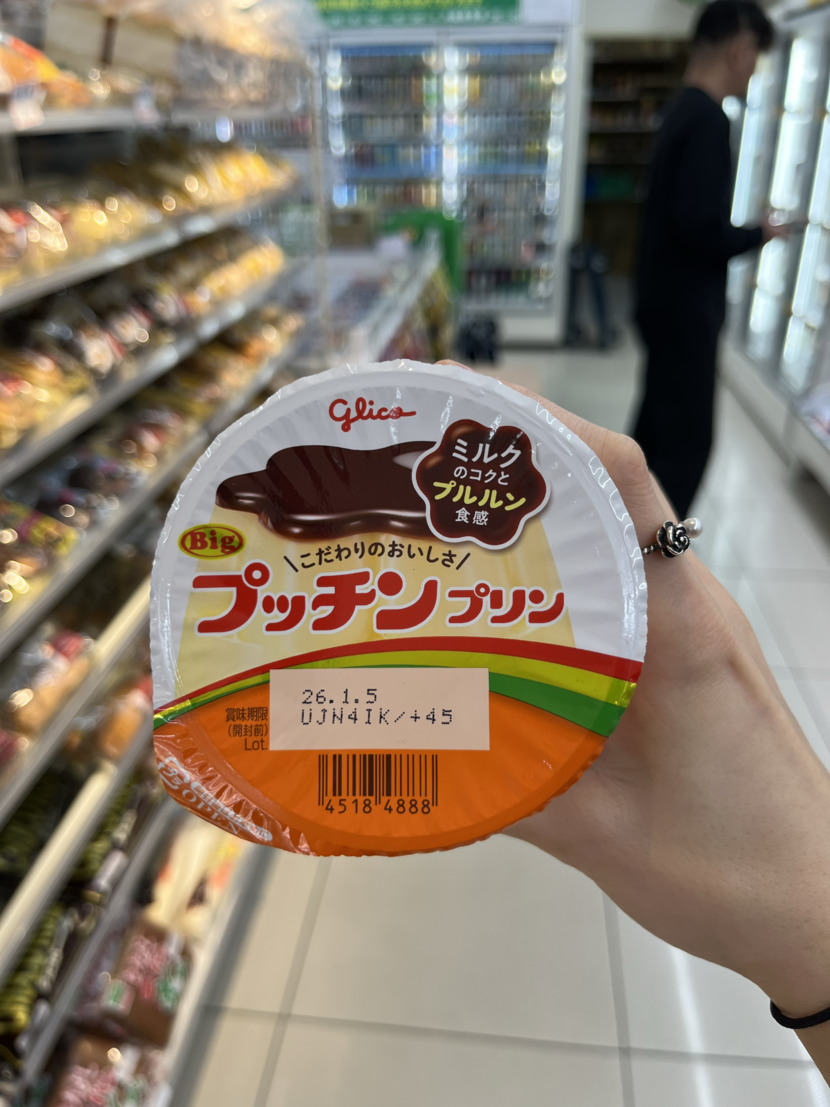 Glico
ミルク
のコクと
プルルン
食感
Big
\こだわりのおいしさ/
プッチンプリン
26.1.5
UJN4IK/+45
賞味期限
(開封前)
Lot.
4518 4888
OPEN